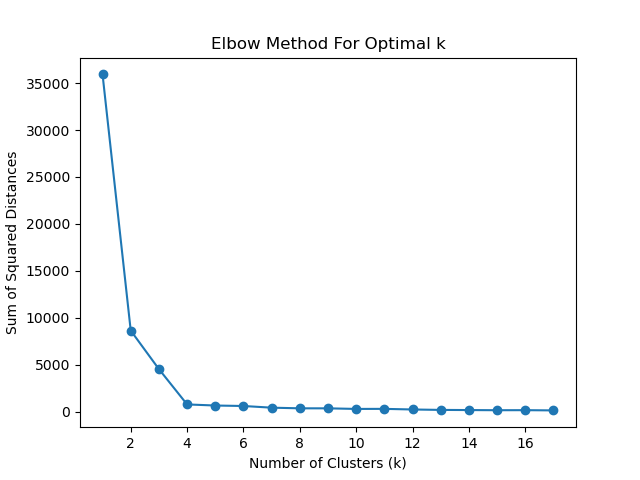 Elbow Method For Optimal k
35000
30000
25000
20000
15000
10000
5000
0
Sum of Squared Distances
2 4 6 8 10 12 14 16
Number of Clusters (k)